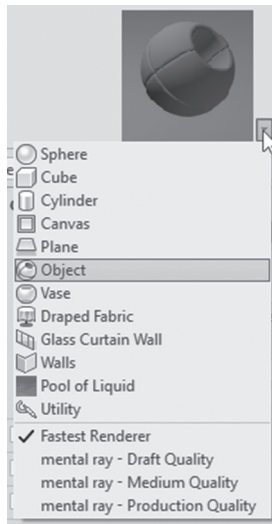 Sphere
Cube
Cylinder
Canvas
Plane
Object
Vase
Draped Fabric
Glass Curtain Wall
Walls
Pool of Liquid
Utility
Fastest Renderer
mental ray - Draft Quality
mental ray - Medium Quality
mental ray - Production Quality